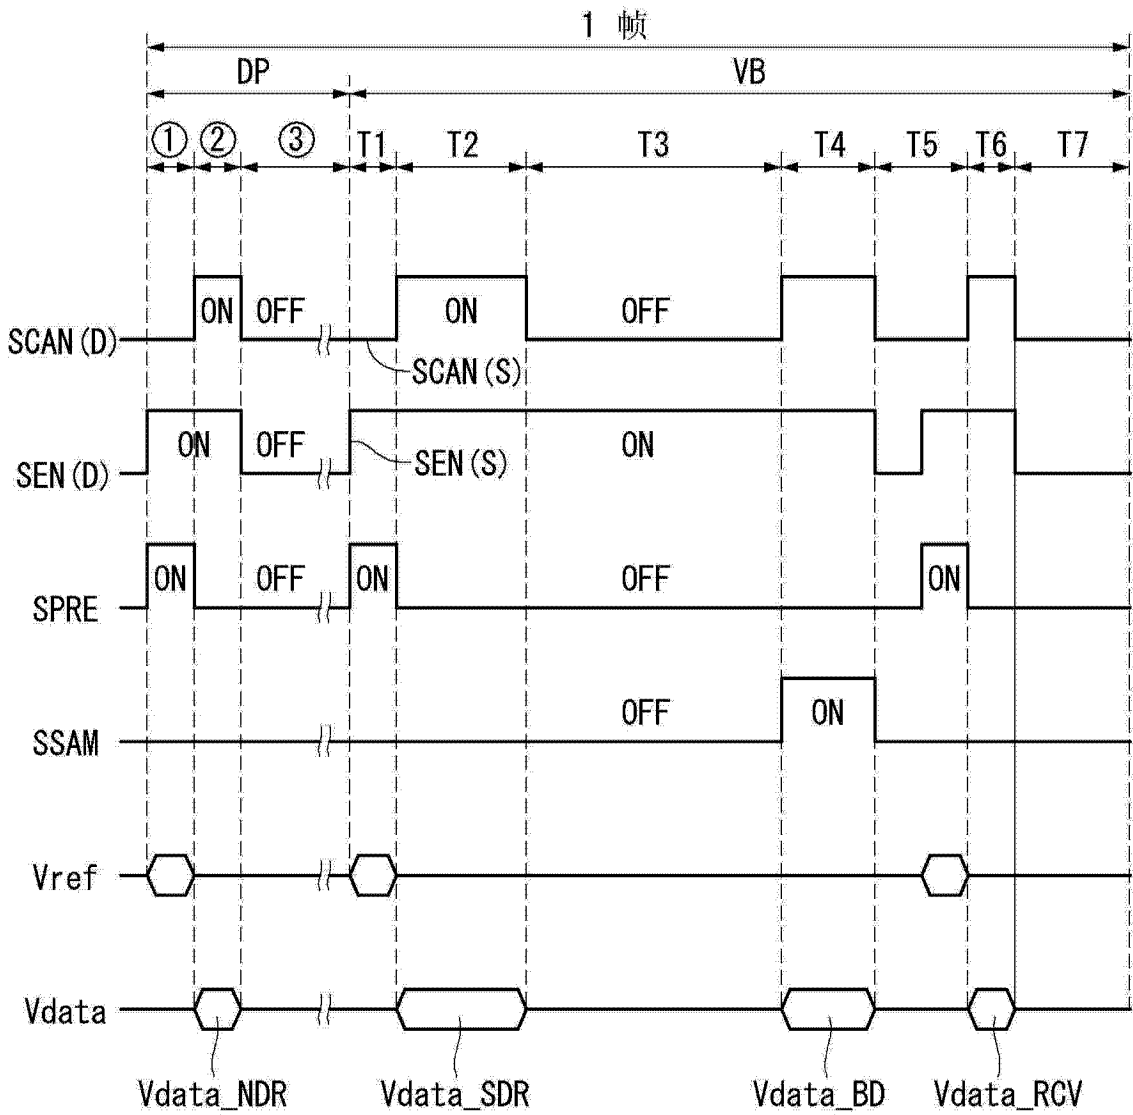 1 帧
DP VB
① ② ③ T1 T2 T3 T4 T5 T6 T7
ON OFF ON OFF
SCAN(D)
SCAN(S)
ON OFF ON
SEN(D)
SEN(S)
ON OFF ON OFF ON
SPRE
OFF ON
SSAM
Vref
Vdata
Vdata_NDR Vdata_SDR Vdata_BD Vdata_RCV